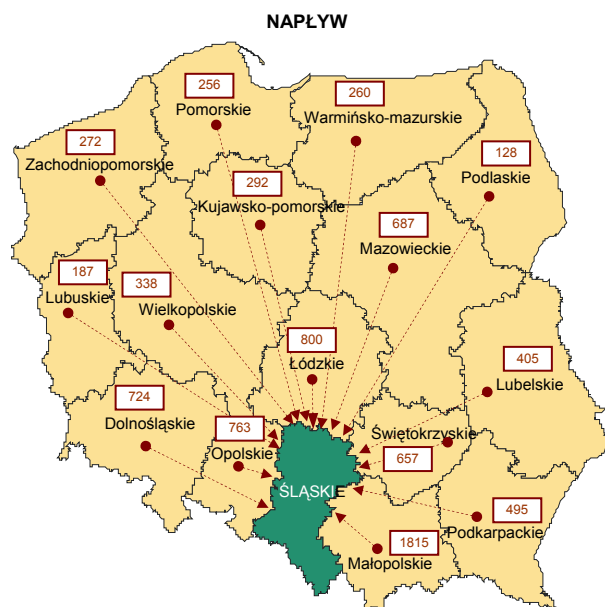 NAPŁYW
256
Pomorskie
260
Warmińsko-mazurskie
272
Zachodniopomorskie
128
Podlaskie
292
Kujawsko-pomorskie
687
Mazowieckie
187
Lubuskie
338
Wielkopolskie
800
Łódzkie
405
Lubelskie
724
Dolnośląskie
763
Opolskie
Świętokrzyskie
657
ŚLĄSKIE
495
Podkarpackie
1815
Małopolskie